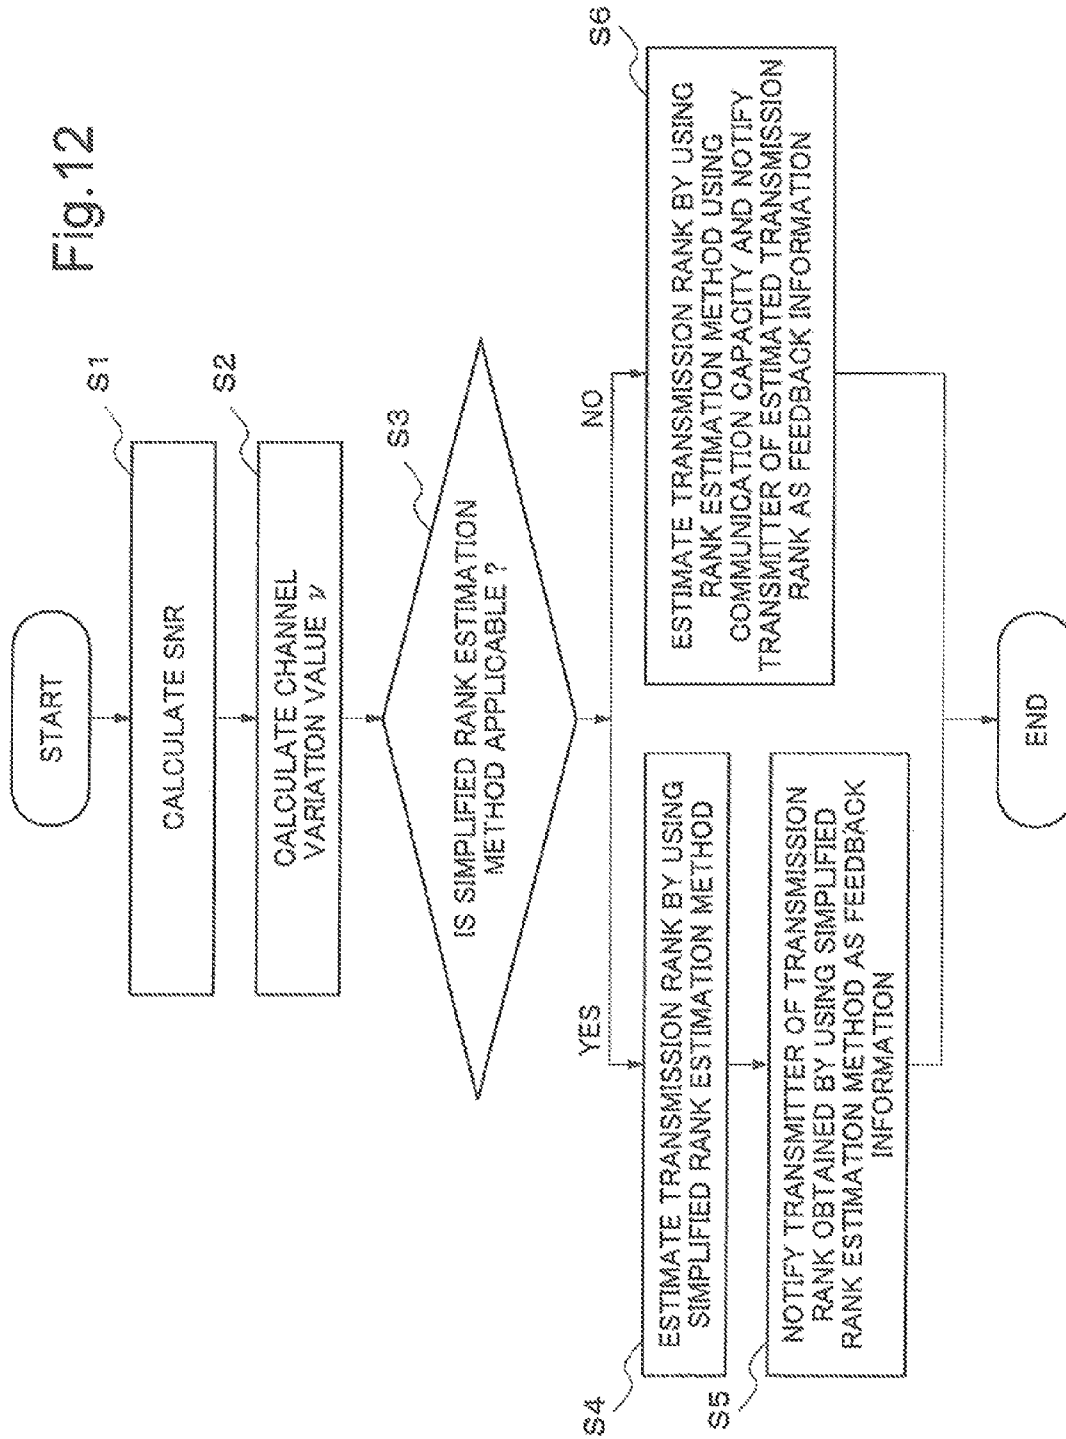 Fig.12
START
S1
CALCULATE SNR
S2
CALCULATE CHANNEL
VARIATION VALUE ν
S3
IS SIMPLIFIED RANK ESTIMATION
METHOD APPLICABLE ?
YES
NO
S4
ESTIMATE TRANSMISSION RANK BY USING
SIMPLIFIED RANK ESTIMATION METHOD
S5
NOTIFY TRANSMITTER OF TRANSMISSION
RANK OBTAINED BY USING SIMPLIFIED
RANK ESTIMATION METHOD AS FEEDBACK
INFORMATION
S6
ESTIMATE TRANSMISSION RANK BY USING
RANK ESTIMATION METHOD USING
COMMUNICATION CAPACITY AND NOTIFY
TRANSMITTER OF ESTIMATED TRANSMISSION
RANK AS FEEDBACK INFORMATION
END